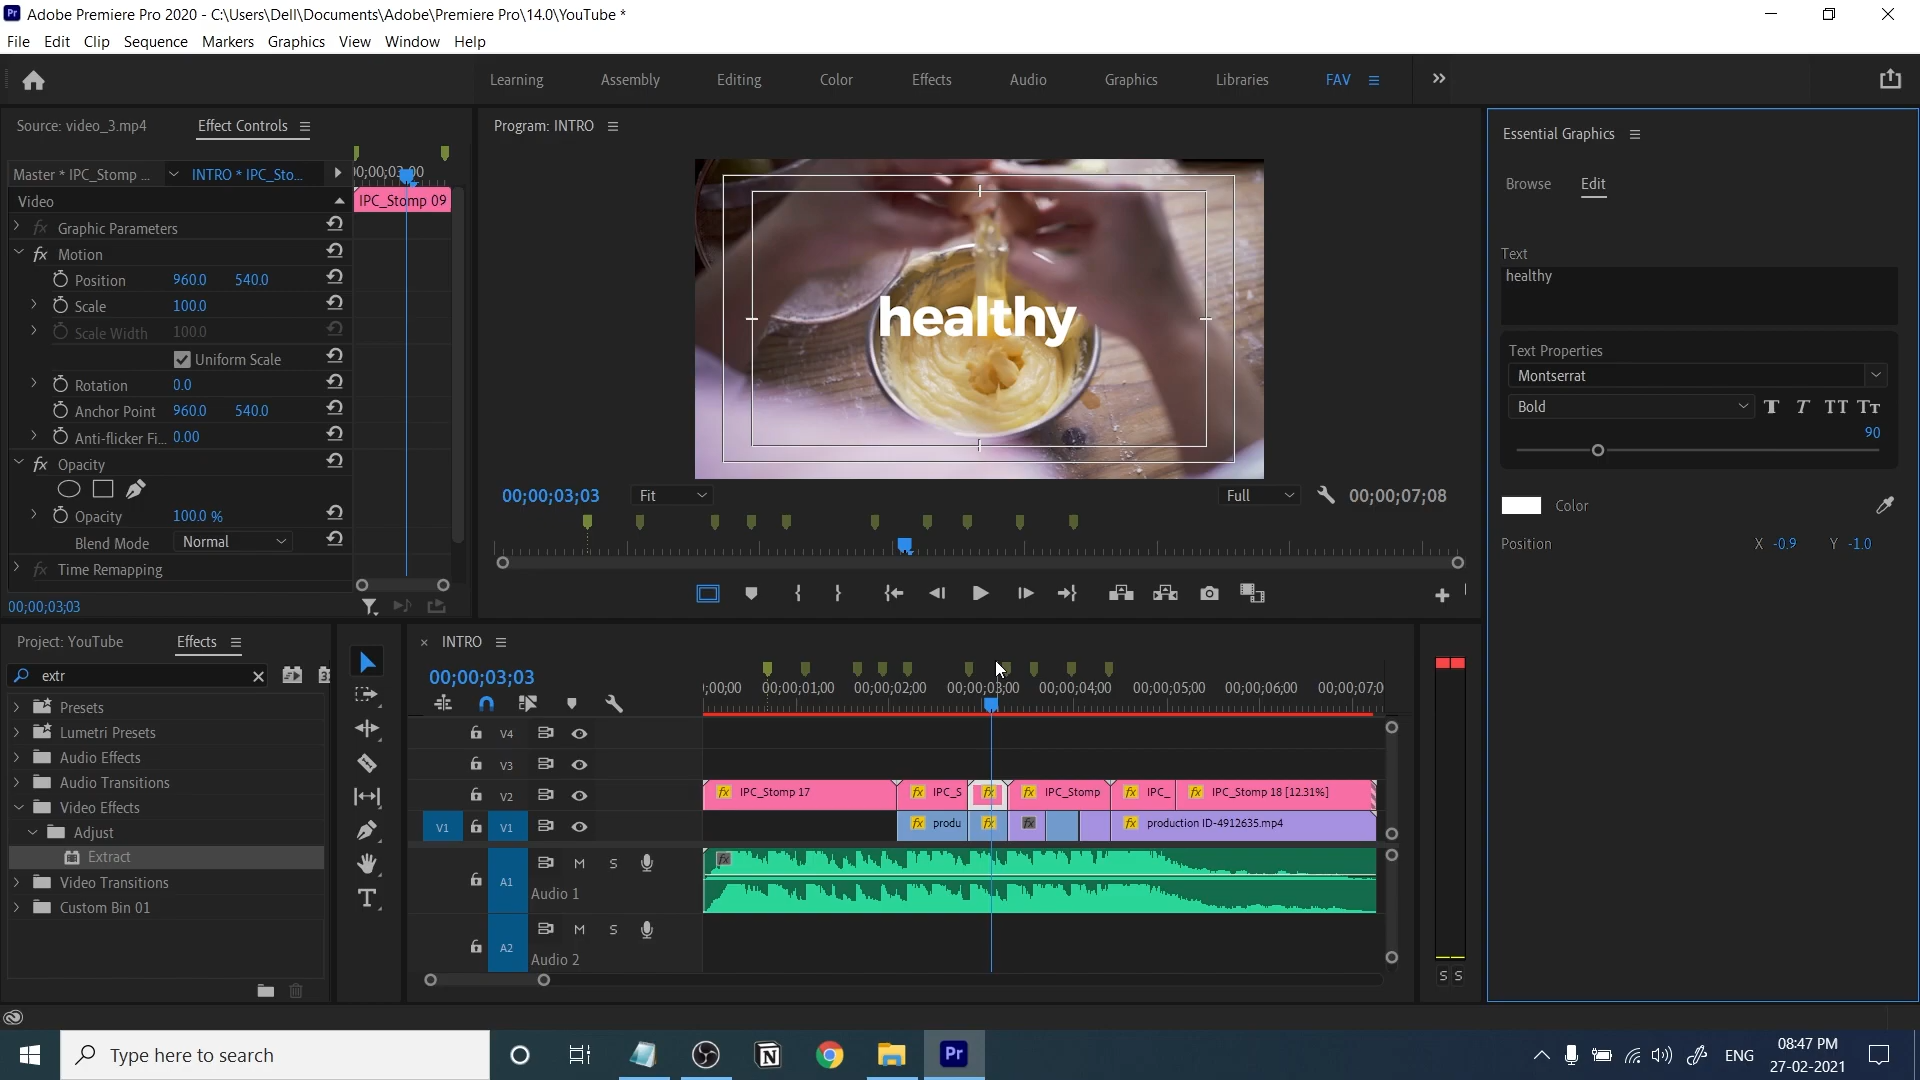 Adobe Premiere Pro 2020 - C:\Users\Dell\Documents\Adobe\Premiere Pro\14.0\YouTube *
File Edit Clip Sequence Markers Graphics View Window Help
Learning Assembly Editing Color Effects Audio Graphics Libraries FAV
Source: video_3.mp4 Effect Controls
Master * IPC_Stomp ... INTRO * IPC_Sto...
Video
Graphic Parameters
Motion
Position 960.0 540.0
Scale 100.0
Scale Width 100.0
Uniform Scale
Rotation 0.0
Anchor Point 960.0 540.0
Anti-flicker Fi... 0.00
Opacity
Opacity 100.0 %
Blend Mode Normal
Time Remapping
00;00;03;03
IPC_Stomp 09
Program: INTRO
healthy
00;00;03;03 Fit Full 00;00;07;08
Essential Graphics
Browse Edit
Text
healthy
Text Properties
Montserrat
Bold
90
Color
Position X -0.9 Y -1.0
Project: YouTube Effects
extr
Presets
Lumetri Presets
Audio Effects
Audio Transitions
Video Effects
Adjust
Extract
Video Transitions
Custom Bin 01
INTRO
00;00;03;03
;00;00 00;00;01;00 00;00;02;00 00;00;03;00 00;00;04;00 00;00;05;00 00;00;06;00 00;00;07;0
V4
V3
V2 IPC_Stomp 17 IPC_S IPC_Stomp IPC_ IPC_Stomp 18 [12.31%]
V1 V1 produ production ID-4912635.mp4
A1 M S
Audio 1
A2 M S
Audio 2
S S
Type here to search
ENG
08:47 PM
27-02-2021